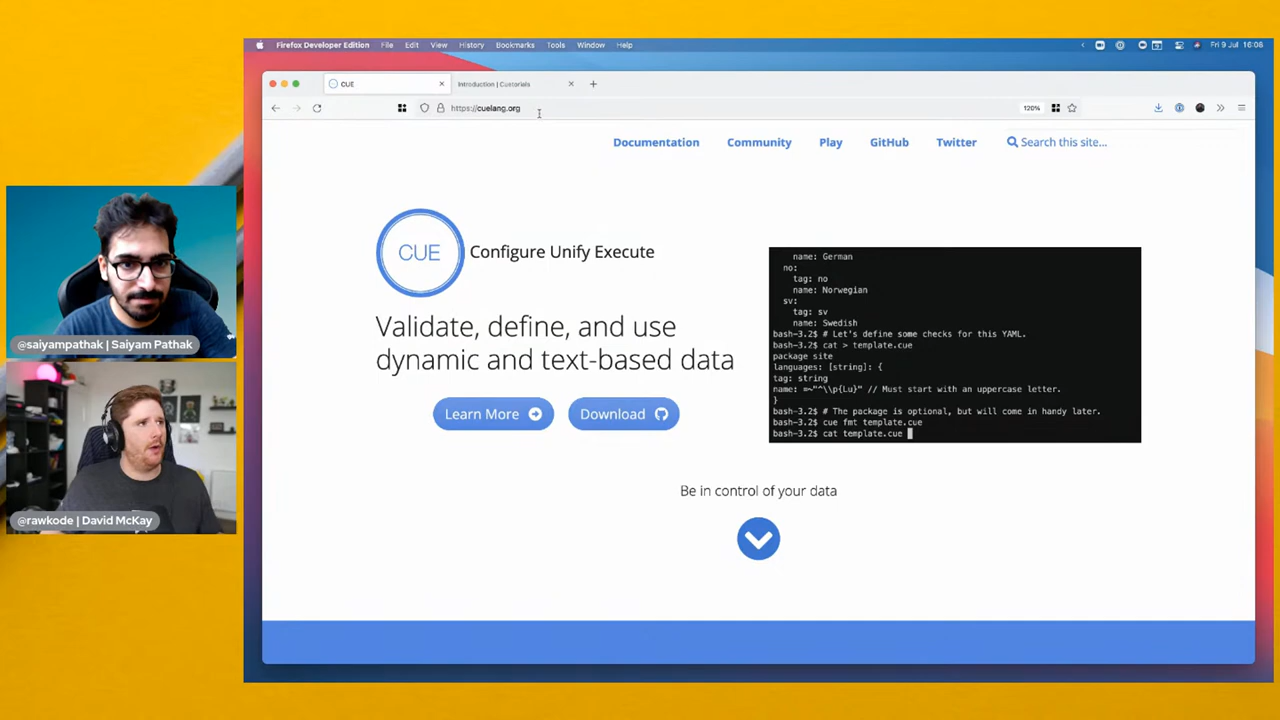 Firefox Developer Edition File Edit View History Bookmarks Tools Window Help
Fri 9 Jul 16:08
CUE
Introduction | Cuetorials
https://cuelang.org
120%
Documentation Community Play GitHub Twitter Search this site...
CUE
Configure Unify Execute
Validate, define, and use
dynamic and text-based data
Learn More
Download
name: German
no:
tag: no
name: Norwegian
sv:
tag: sv
name: Swedish
bash-3.2$ # Let's define some checks for this YAML.
bash-3.2$ cat > template.cue
package site
languages: [string]: {
tag: string
name: =~"^\\p{Lu}" // Must start with an uppercase letter.
}
bash-3.2$ # The package is optional, but will come in handy later.
bash-3.2$ cue fmt template.cue
bash-3.2$ cat template.cue
Be in control of your data
@saiyampathak | Saiyam Pathak
@rawkode | David McKay